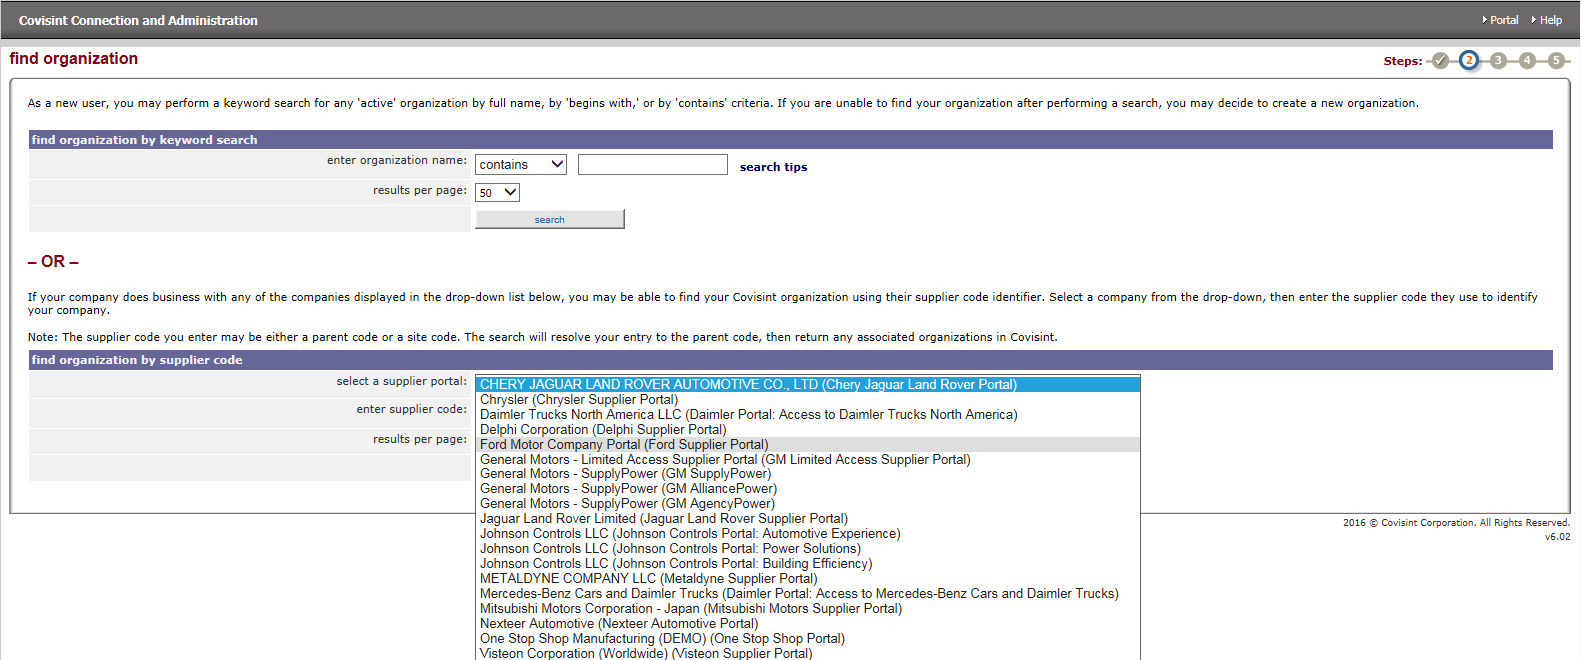 Covisint Connection and Administration
Portal Help
find organization
Steps: 2 3 4 5
As a new user, you may perform a keyword search for any 'active' organization by full name, by 'begins with,' or by 'contains' criteria. If you are unable to find your organization after performing a search, you may decide to create a new organization.
find organization by keyword search
enter organization name: contains search tips
results per page: 50
search
– OR –
If your company does business with any of the companies displayed in the drop-down list below, you may be able to find your Covisint organization using their supplier code identifier. Select a company from the drop-down, then enter the supplier code they use to identify
your company.
Note: The supplier code you enter may be either a parent code or a site code. The search will resolve your entry to the parent code, then return any associated organizations in Covisint.
find organization by supplier code
select a supplier portal:
enter supplier code:
results per page:
CHERY JAGUAR LAND ROVER AUTOMOTIVE CO., LTD (Chery Jaguar Land Rover Portal)
Chrysler (Chrysler Supplier Portal)
Daimler Trucks North America LLC (Daimler Portal: Access to Daimler Trucks North America)
Delphi Corporation (Delphi Supplier Portal)
Ford Motor Company Portal (Ford Supplier Portal)
General Motors - Limited Access Supplier Portal (GM Limited Access Supplier Portal)
General Motors - SupplyPower (GM SupplyPower)
General Motors - SupplyPower (GM AlliancePower)
General Motors - SupplyPower (GM AgencyPower)
Jaguar Land Rover Limited (Jaguar Land Rover Supplier Portal)
Johnson Controls LLC (Johnson Controls Portal: Automotive Experience)
Johnson Controls LLC (Johnson Controls Portal: Power Solutions)
Johnson Controls LLC (Johnson Controls Portal: Building Efficiency)
METALDYNE COMPANY LLC (Metaldyne Supplier Portal)
Mercedes-Benz Cars and Daimler Trucks (Daimler Portal: Access to Mercedes-Benz Cars and Daimler Trucks)
Mitsubishi Motors Corporation - Japan (Mitsubishi Motors Supplier Portal)
Nexteer Automotive (Nexteer Automotive Portal)
One Stop Shop Manufacturing (DEMO) (One Stop Shop Portal)
Visteon Corporation (Worldwide) (Visteon Supplier Portal)
2016 © Covisint Corporation. All Rights Reserved.
v6.02